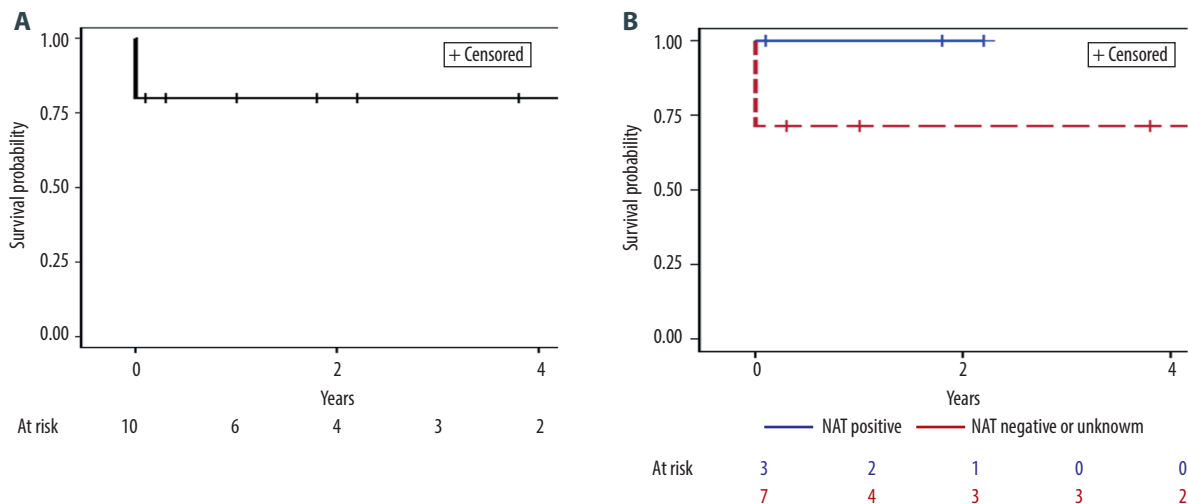 A
1.00
0.75
0.50
0.25
0.00
Survival probability
+ Censored
0 2 4
Years
At risk 10 6 4 3 2
B
1.00
0.75
0.50
0.25
0.00
Survival probability
+ Censored
0 2 4
Years
NAT positive NAT negative or unknowm
At risk 3 2 1 0 0
7 4 3 3 2